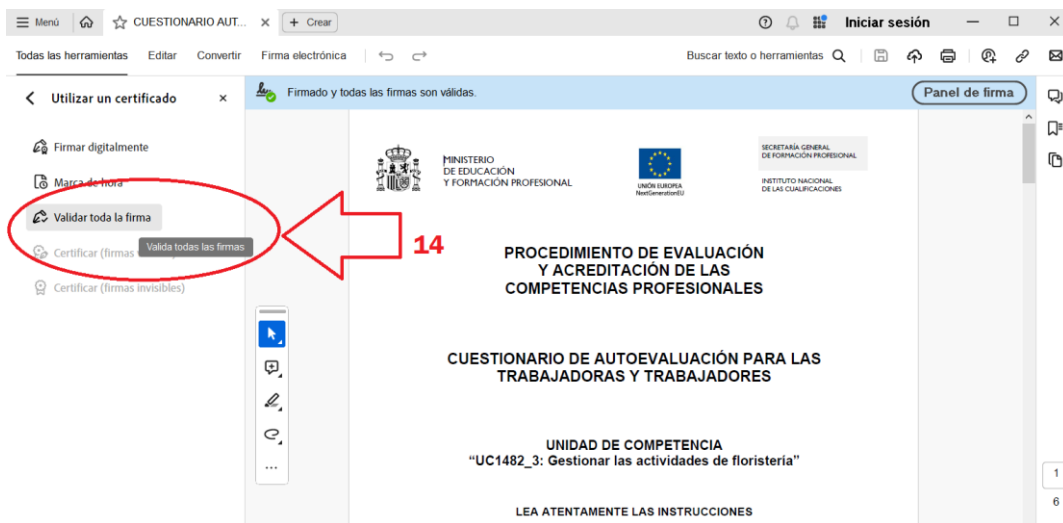 Menú
CUESTIONARIO AUT...
+ Crear
Iniciar sesión
Todas las herramientas
Editar
Convertir
Firma electrónica
Buscar texto o herramientas
Utilizar un certificado
Firmado y todas las firmas son válidas.
Panel de firma
Firmar digitalmente
Marca de hora
Validar toda la firma
Valida todas las firmas
Certificar (firmas
Certificar (firmas invisibles)
14
MINISTERIO
DE EDUCACIÓN
Y FORMACIÓN PROFESIONAL
UNIÓN EUROPEA
NextGenerationEU
SECRETARÍA GENERAL
DE FORMACIÓN PROFESIONAL
INSTITUTO NACIONAL
DE LAS CUALIFICACIONES
PROCEDIMIENTO DE EVALUACIÓN
Y ACREDITACIÓN DE LAS
COMPETENCIAS PROFESIONALES
CUESTIONARIO DE AUTOEVALUACIÓN PARA LAS
TRABAJADORAS Y TRABAJADORES
UNIDAD DE COMPETENCIA
“UC1482_3: Gestionar las actividades de floristería”
LEA ATENTAMENTE LAS INSTRUCCIONES
1
6